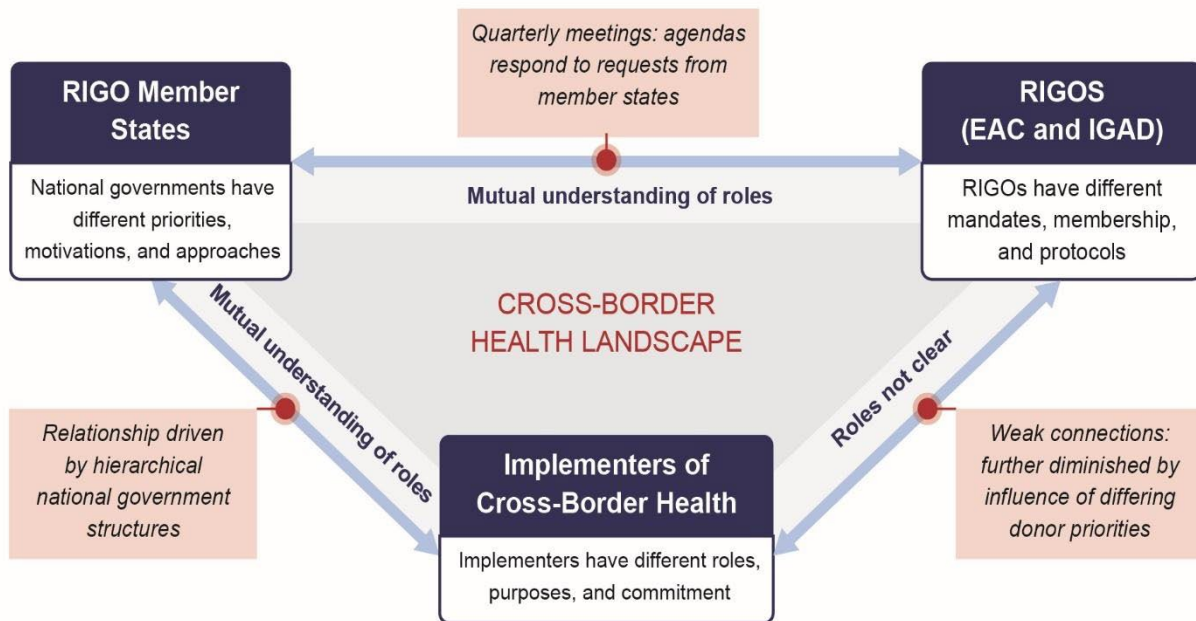 Quarterly meetings: agendas
respond to requests from
member states
RIGO Member
States
National governments have
different priorities,
motivations, and approaches
RIGOS
(EAC and IGAD)
RIGOs have different
mandates, membership,
and protocols
Mutual understanding of roles
CROSS-BORDER
HEALTH LANDSCAPE
Mutual understanding of roles
Roles not clear
Relationship driven
by hierarchical
national government
structures
Implementers of
Cross-Border Health
Implementers have different roles,
purposes, and commitment
Weak connections:
further diminished by
influence of differing
donor priorities